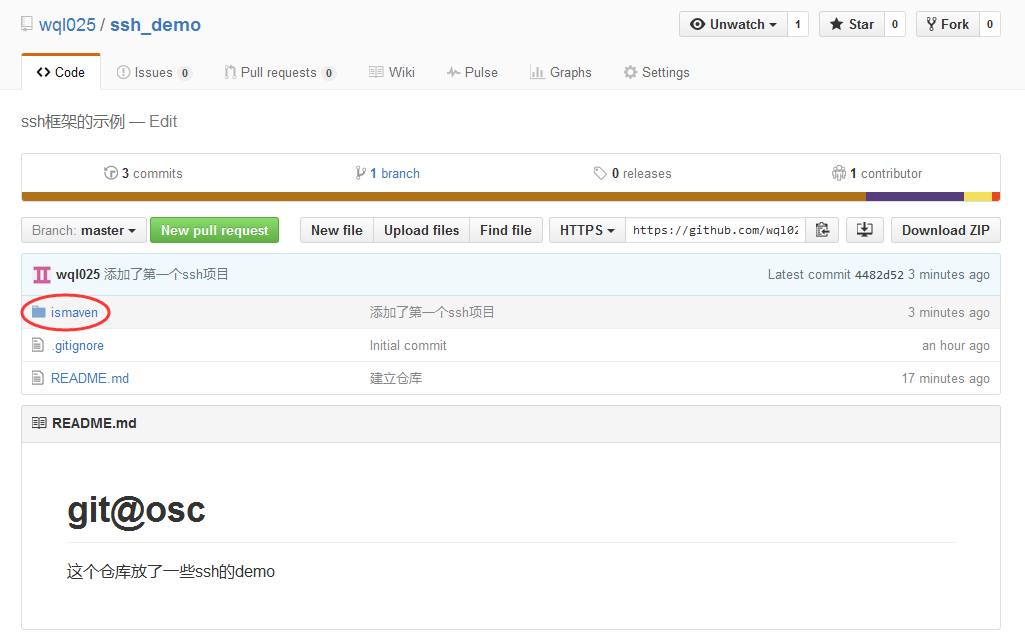 wql025 / ssh_demo
Unwatch 1 Star 0 Fork 0
Code Issues 0 Pull requests 0 Wiki Pulse Graphs Settings
ssh框架的示例 — Edit
3 commits 1 branch 0 releases 1 contributor
Branch: master New pull request New file Upload files Find file HTTPS https://github.com/wql02 Download ZIP
wql025 添加了第一个ssh项目 Latest commit 4482d52 3 minutes ago
ismaven 添加了第一个ssh项目 3 minutes ago
.gitignore Initial commit an hour ago
README.md 建立仓库 17 minutes ago
README.md
git@osc
这个仓库放了一些ssh的demo